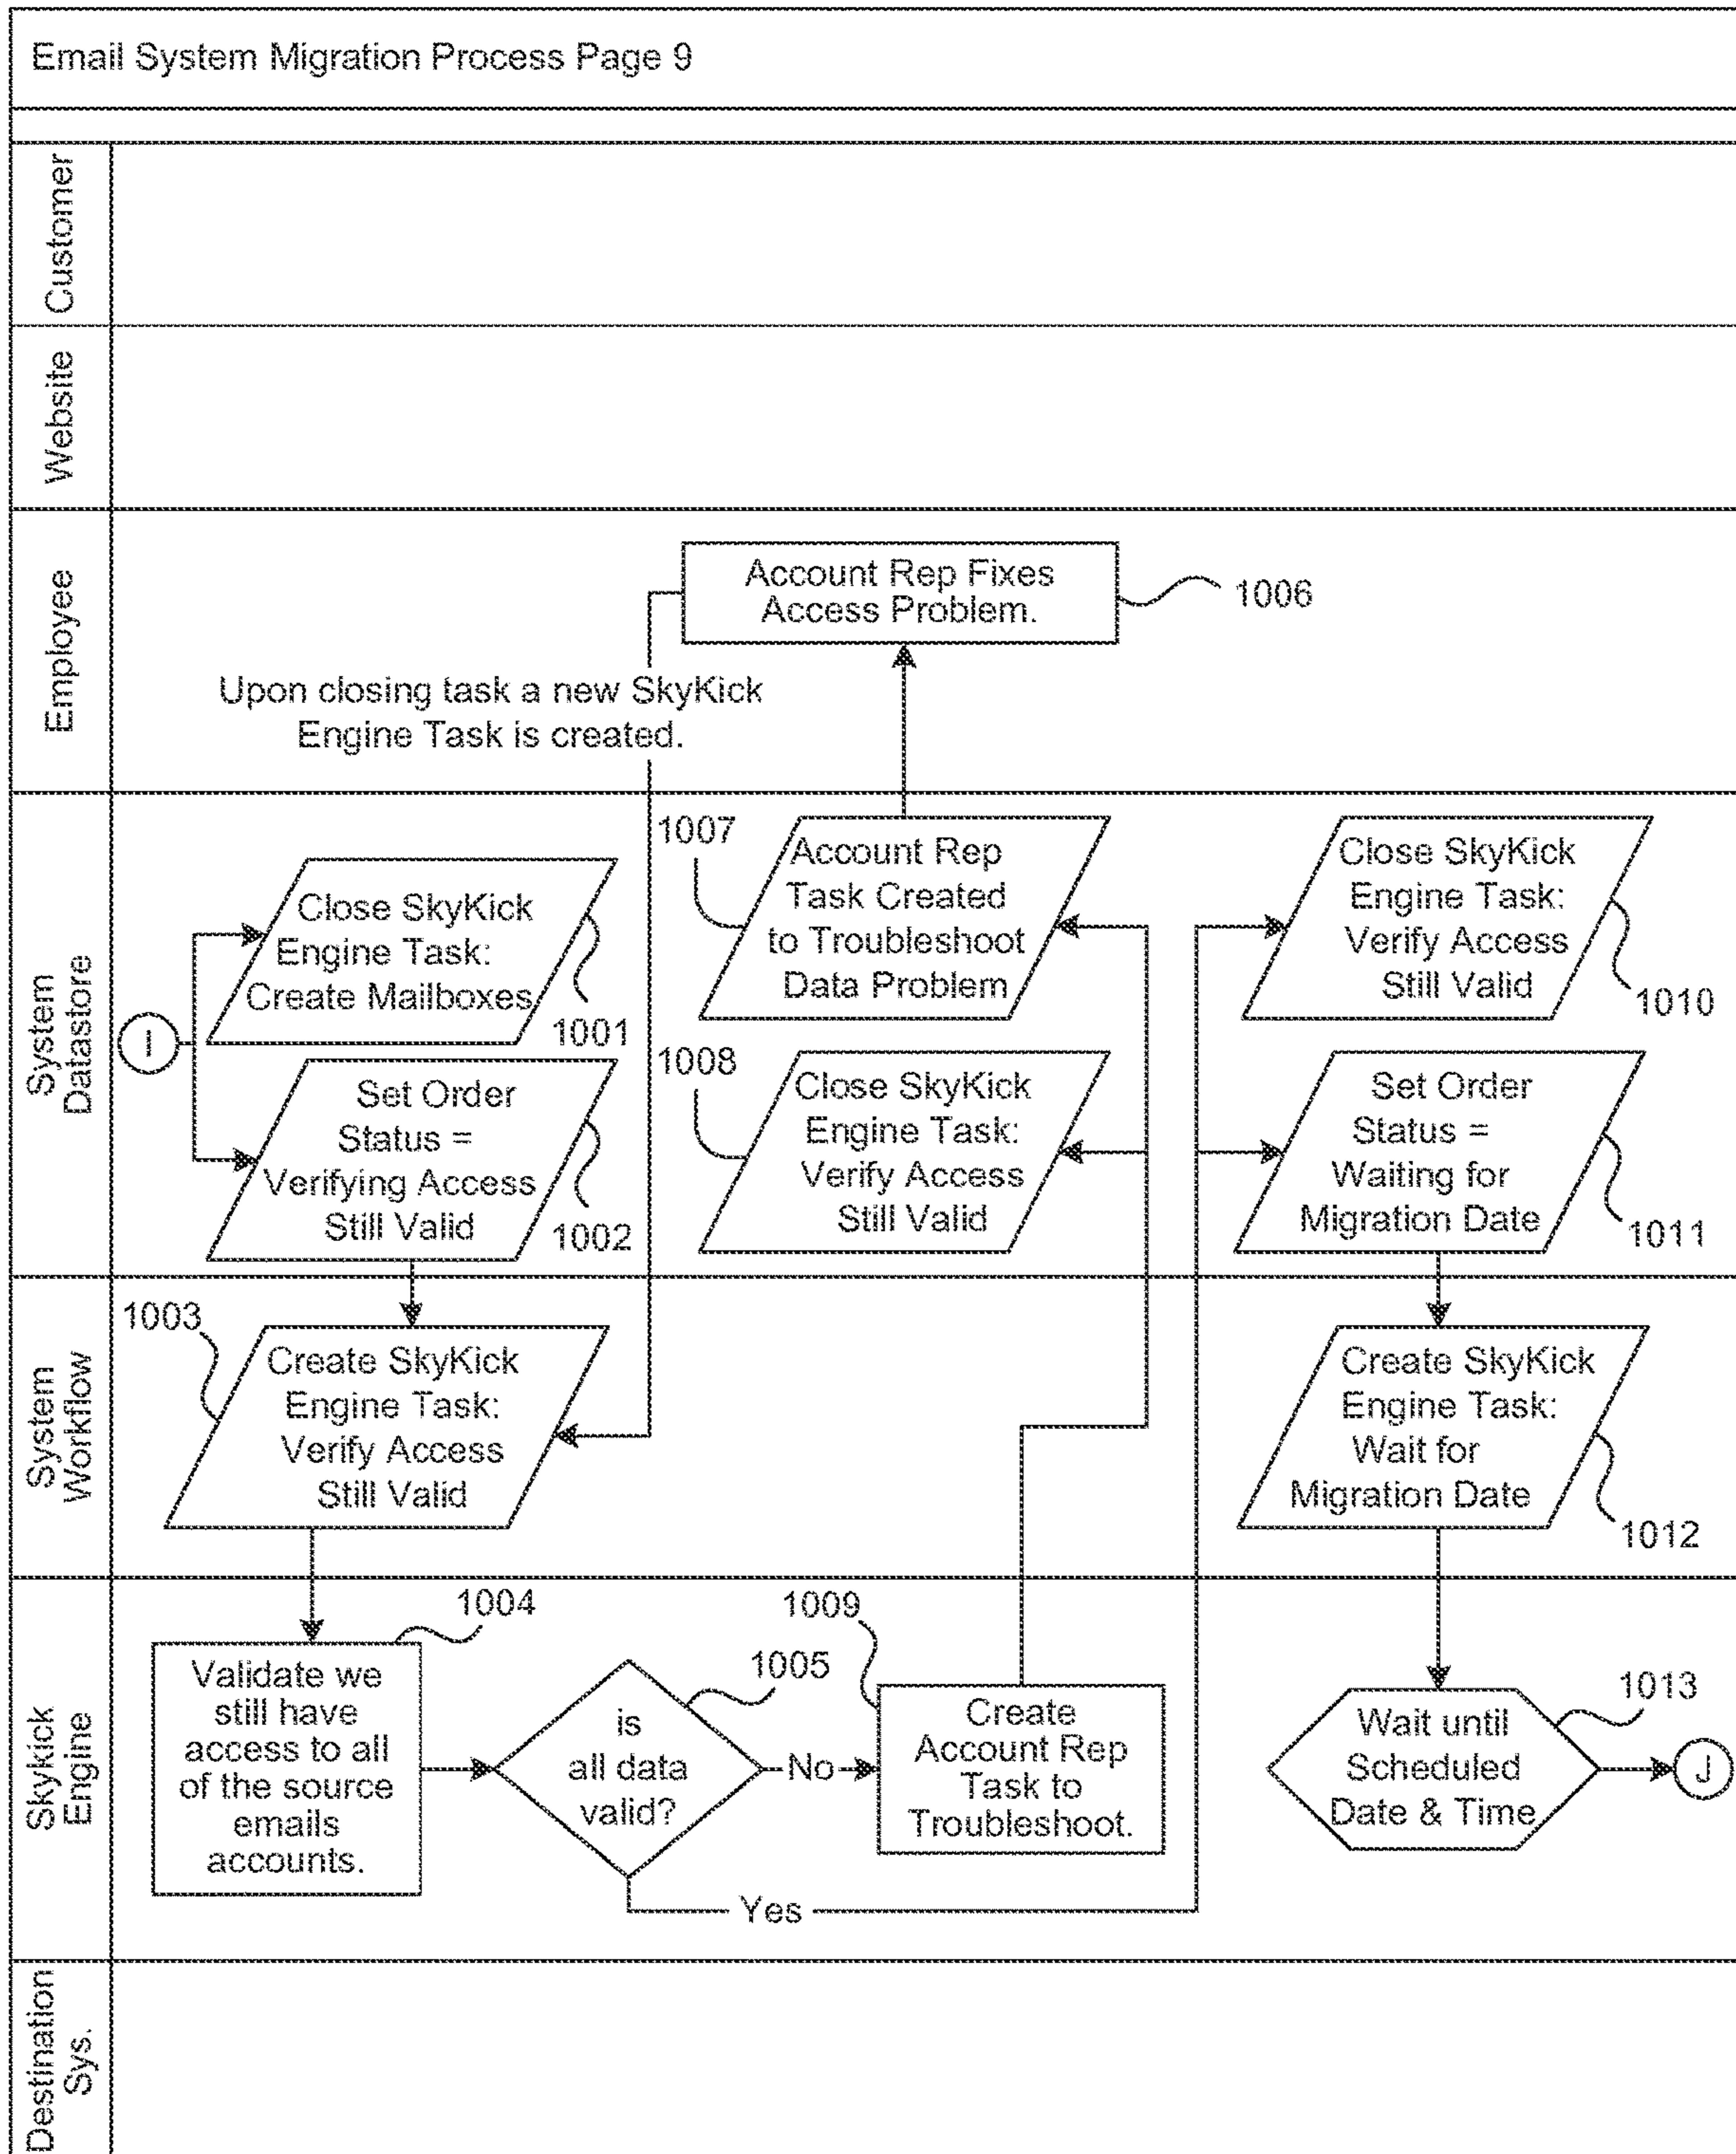 Email System Migration Process Page 9
Customer
Website
Employee
Account Rep Fixes
Access Problem.
1006
Upon closing task a new SkyKick
Engine Task is created.
System
Datastore
I
Close SkyKick
Engine Task:
Create Mailboxes
1001
Set Order
Status =
Verifying Access
Still Valid
1002
1007
Account Rep
Task Created
to Troubleshoot
Data Problem
1008
Close SkyKick
Engine Task:
Verify Access
Still Valid
Close SkyKick
Engine Task:
Verify Access
Still Valid
1010
Set Order
Status =
Waiting for
Migration Date
1011
System
Workflow
1003
Create SkyKick
Engine Task:
Verify Access
Still Valid
Create SkyKick
Engine Task:
Wait for
Migration Date
1012
Skykick
Engine
1004
Validate we
still have
access to all
of the source
emails
accounts.
1005
is
all data
valid?
No
Yes
1009
Create
Account Rep
Task to
Troubleshoot.
1013
Wait until
Scheduled
Date & Time
J
Destination
Sys.